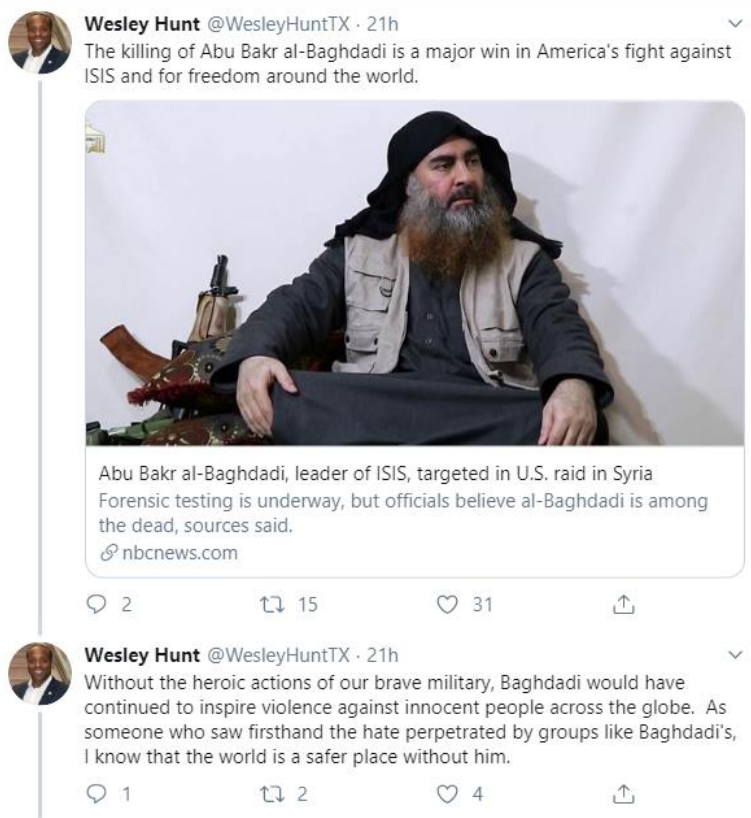 Wesley Hunt @WesleyHuntTX · 21h
The killing of Abu Bakr al-Baghdadi is a major win in America's fight against
ISIS and for freedom around the world.
Abu Bakr al-Baghdadi, leader of ISIS, targeted in U.S. raid in Syria
Forensic testing is underway, but officials believe al-Baghdadi is among
the dead, sources said.
nbcnews.com
2 15 31
Wesley Hunt @WesleyHuntTX · 21h
Without the heroic actions of our brave military, Baghdadi would have
continued to inspire violence against innocent people across the globe.  As
someone who saw firsthand the hate perpetrated by groups like Baghdadi's,
I know that the world is a safer place without him.
1 2 4